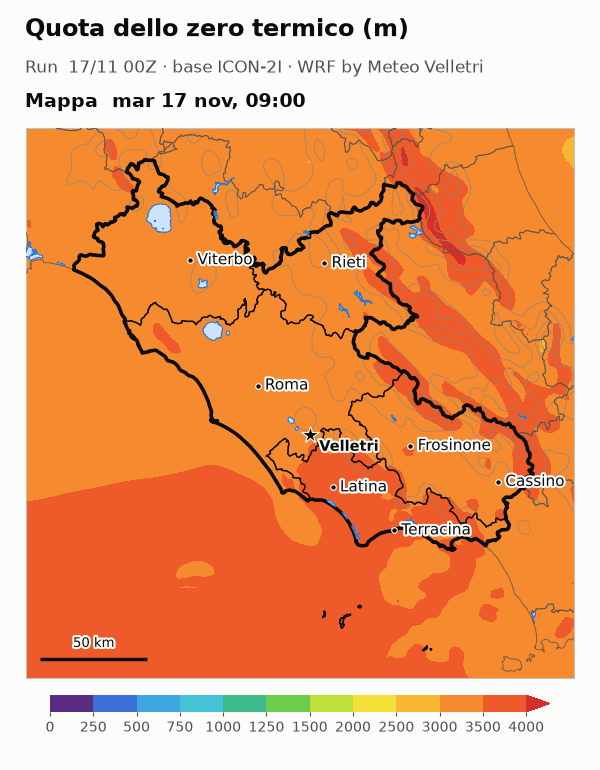 Quota dello zero termico (m)
Run 17/11 00Z · base ICON-2I · WRF by Meteo Velletri
Mappa mar 17 nov, 09:00
Viterbo
Rieti
Roma
Velletri
Frosinone
Cassino
Latina
Terracina
50 km
0 250 500 750 1000 1250 1500 2000 2500 3000 3500 4000